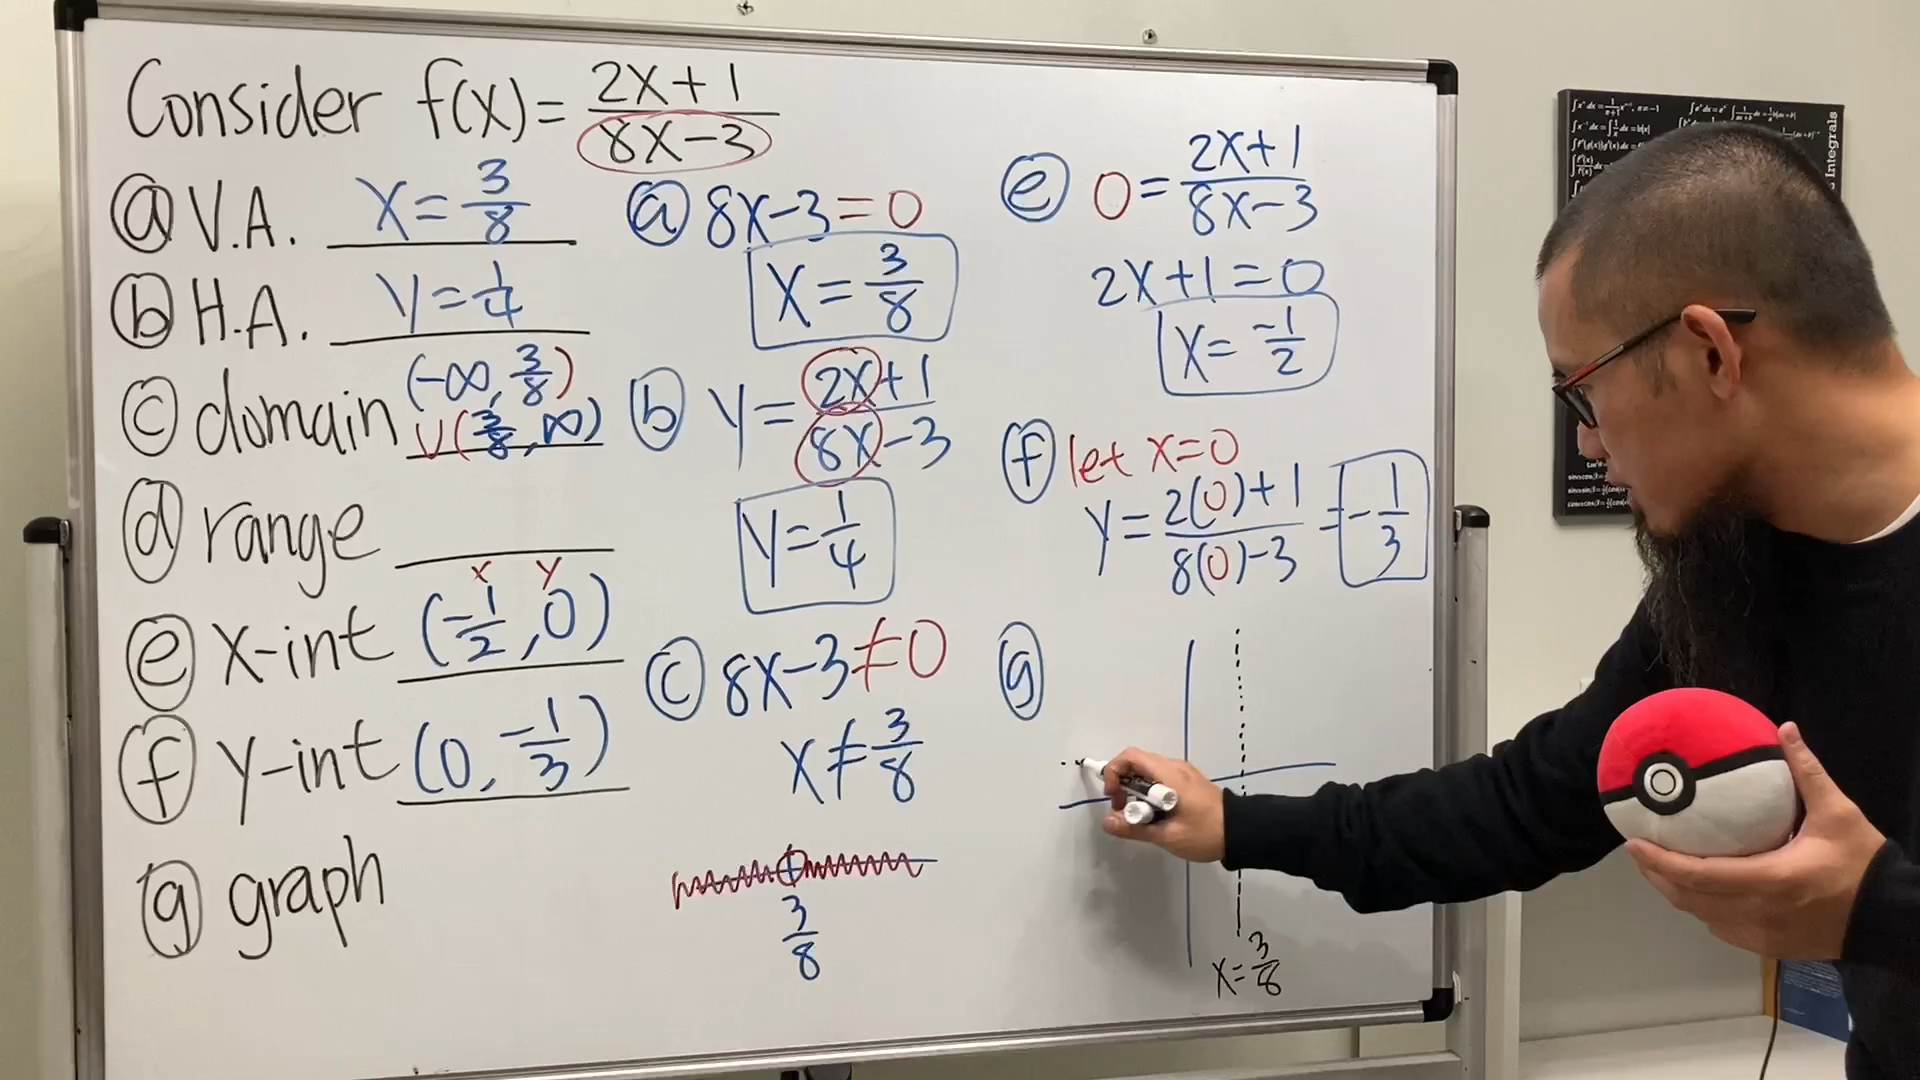 Consider f(x) = (2x+1)/(8x-3)
ⓐ V.A. x = 3/8
ⓑ H.A. y = 1/4
ⓒ domain (-∞, 3/8)
∪(3/8, ∞)
ⓓ range
x y
ⓔ x-int (-1/2, 0)
ⓕ y-int (0, -1/3)
ⓖ graph
ⓐ 8x-3 = 0
x = 3/8
ⓑ y = (2x+1)/(8x-3)
y = 1/4
ⓒ 8x-3 ≠ 0
x ≠ 3/8
3/8
ⓔ 0 = (2x+1)/(8x-3)
2x+1 = 0
x = -1/2
ⓕ let x=0
y = (2(0)+1)/(8(0)-3) = -1/3
ⓖ
x = 3/8
Integrals